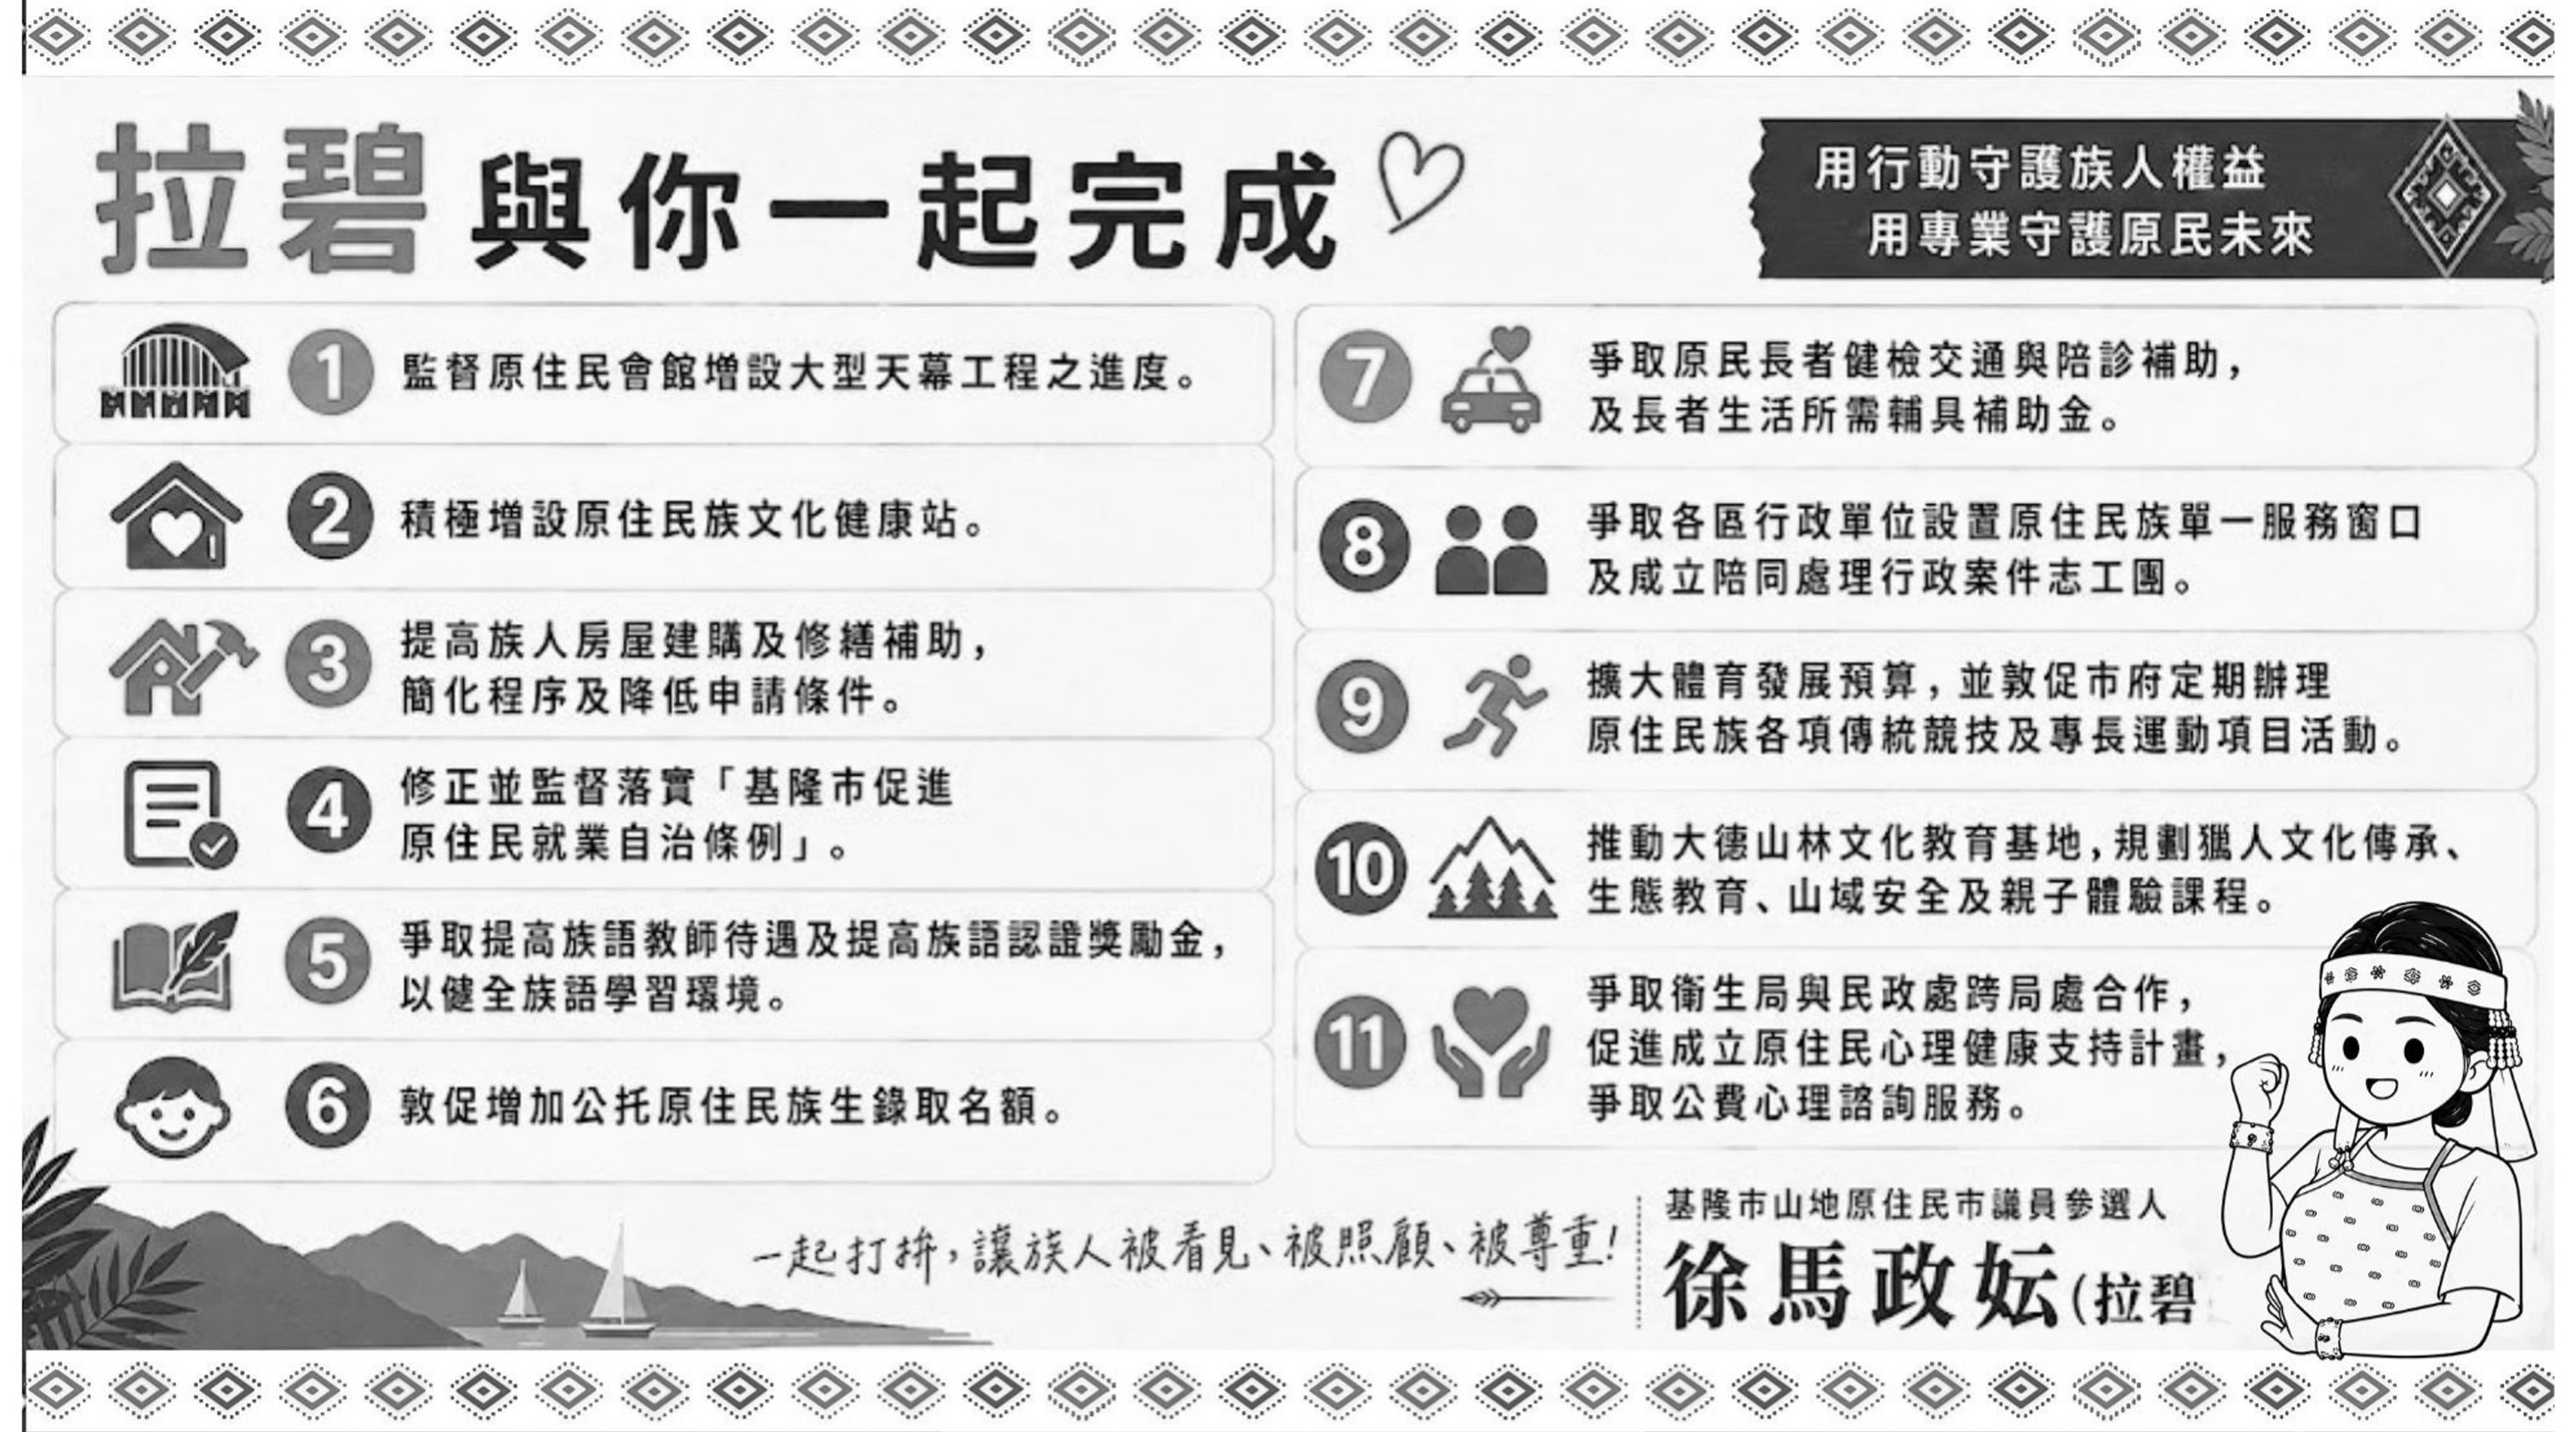 拉碧與你一起完成
用行動守護族人權益
用專業守護原民未來
1 監督原住民會館增設大型天幕工程之進度。
2 積極增設原住民族文化健康站。
3 提高族人房屋建購及修繕補助，
簡化程序及降低申請條件。
4 修正並監督落實「基隆市促進
原住民就業自治條例」。
5 爭取提高族語教師待遇及提高族語認證獎勵金，
以健全族語學習環境。
6 敦促增加公托原住民族生錄取名額。
7 爭取原民長者健檢交通與陪診補助，
及長者生活所需輔具補助金。
8 爭取各區行政單位設置原住民族單一服務窗口
及成立陪同處理行政案件志工團。
9 擴大體育發展預算，並敦促市府定期辦理
原住民族各項傳統競技及專長運動項目活動。
10 推動大德山林文化教育基地，規劃獵人文化傳承、
生態教育、山域安全及親子體驗課程。
11 爭取衛生局與民政處跨局處合作，
促進成立原住民心理健康支持計畫，
爭取公費心理諮詢服務。
一起打拚，讓族人被看見、被照顧、被尊重！
基隆市山地原住民市議員參選人
徐馬政妘(拉碧